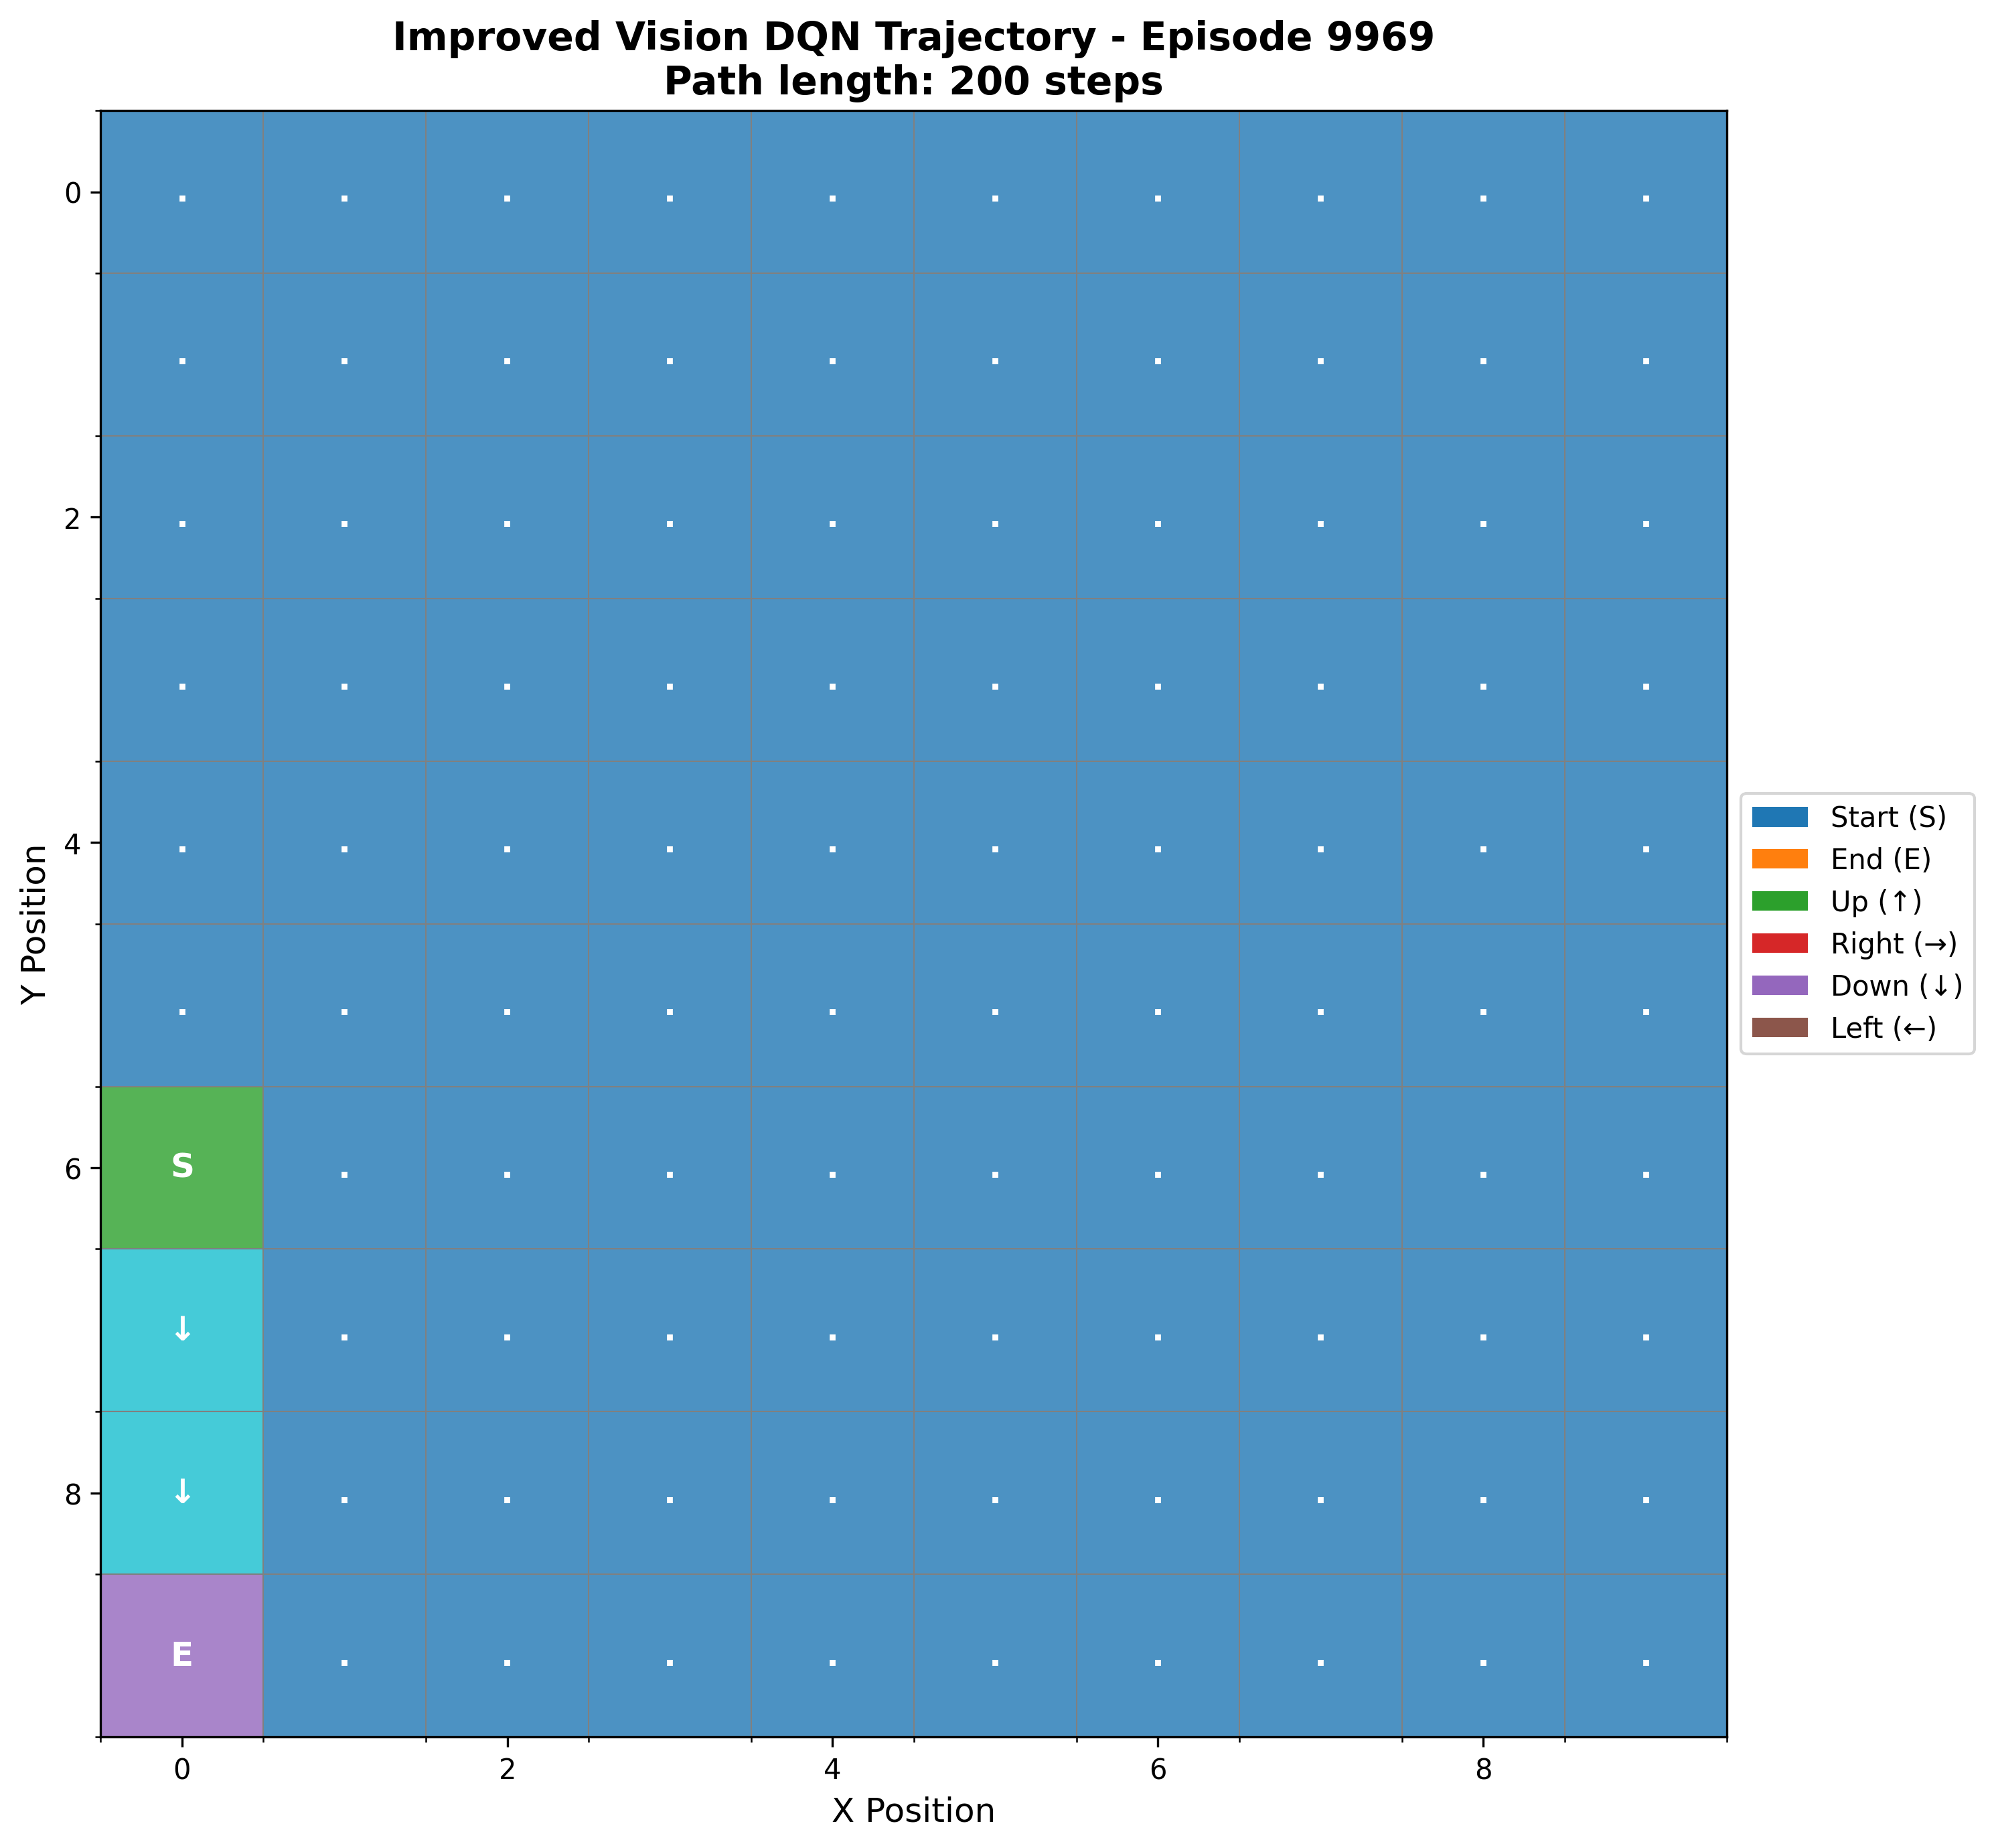 Improved Vision DQN Trajectory - Episode 9969
Path length: 200 steps
0
2
4
6
8
Y Position
S
↓
↓
E
0 2 4 6 8
X Position
Start (S)
End (E)
Up (↑)
Right (→)
Down (↓)
Left (←)